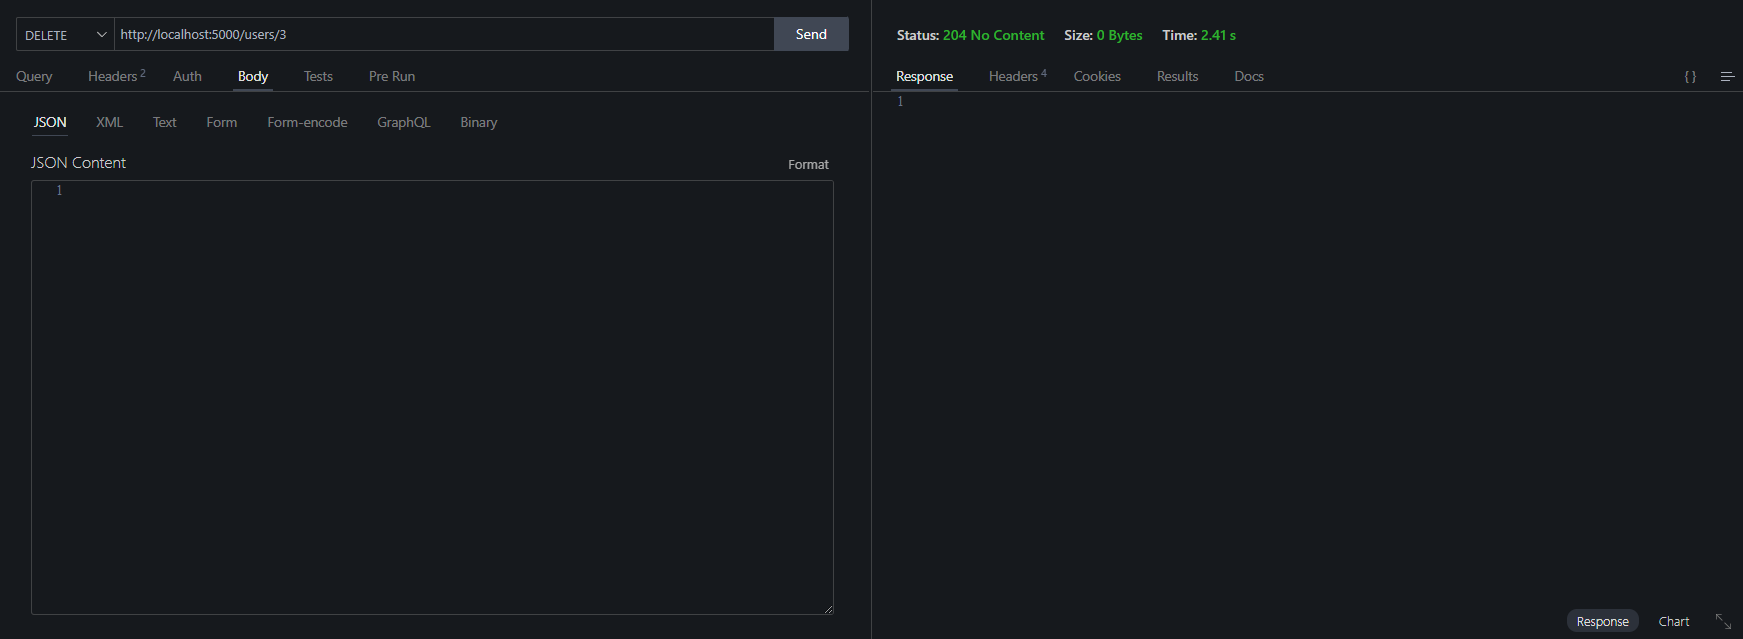 DELETE http://localhost:5000/users/3 Send
Query Headers 2 Auth Body Tests Pre Run
JSON XML Text Form Form-encode GraphQL Binary
JSON Content Format
1
Status: 204 No Content Size: 0 Bytes Time: 2.41 s
Response Headers 4 Cookies Results Docs { }
1
Response Chart